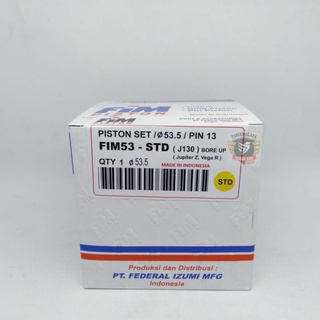 FIM
PISTON
PISTON SET / Ø 53.5 / PIN 13
FIM53 - STD ( J130 ) BORE UP
( Jupiter Z, Vega R )
QTY 1 Ø 53.5
MADE IN INDONESIA
STD
Produksi dan Distribusi :
PT. FEDERAL IZUMI MFG
Indonesia